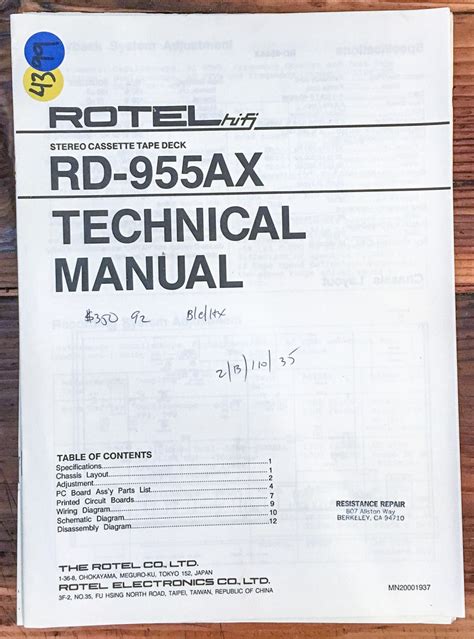 4399
ROTEL hifi
STEREO CASSETTE TAPE DECK
RD-955AX
TECHNICAL
MANUAL
$350 92 B/C/HX
2/13/110/35
TABLE OF CONTENTS
Specifications....................................................1
Chassis Layout..................................................1
Adjustment........................................................2
PC Board Ass'y Parts List...................................4
Printed Circuit Boards........................................7
Wiring Diagram..................................................9
Schematic Diagram..........................................10
Disassembly Diagram.......................................12
RESISTANCE REPAIR
807 Allston Way
BERKELEY, CA 94710
THE ROTEL CO., LTD.
1-36-8, OHOKAYAMA, MEGURO-KU, TOKYO 152, JAPAN
ROTEL ELECTRONICS CO., LTD.
3F-2, NO.35, FU HSING NORTH ROAD, TAIPEI, TAIWAN, REPUBLIC OF CHINA
MN20001937